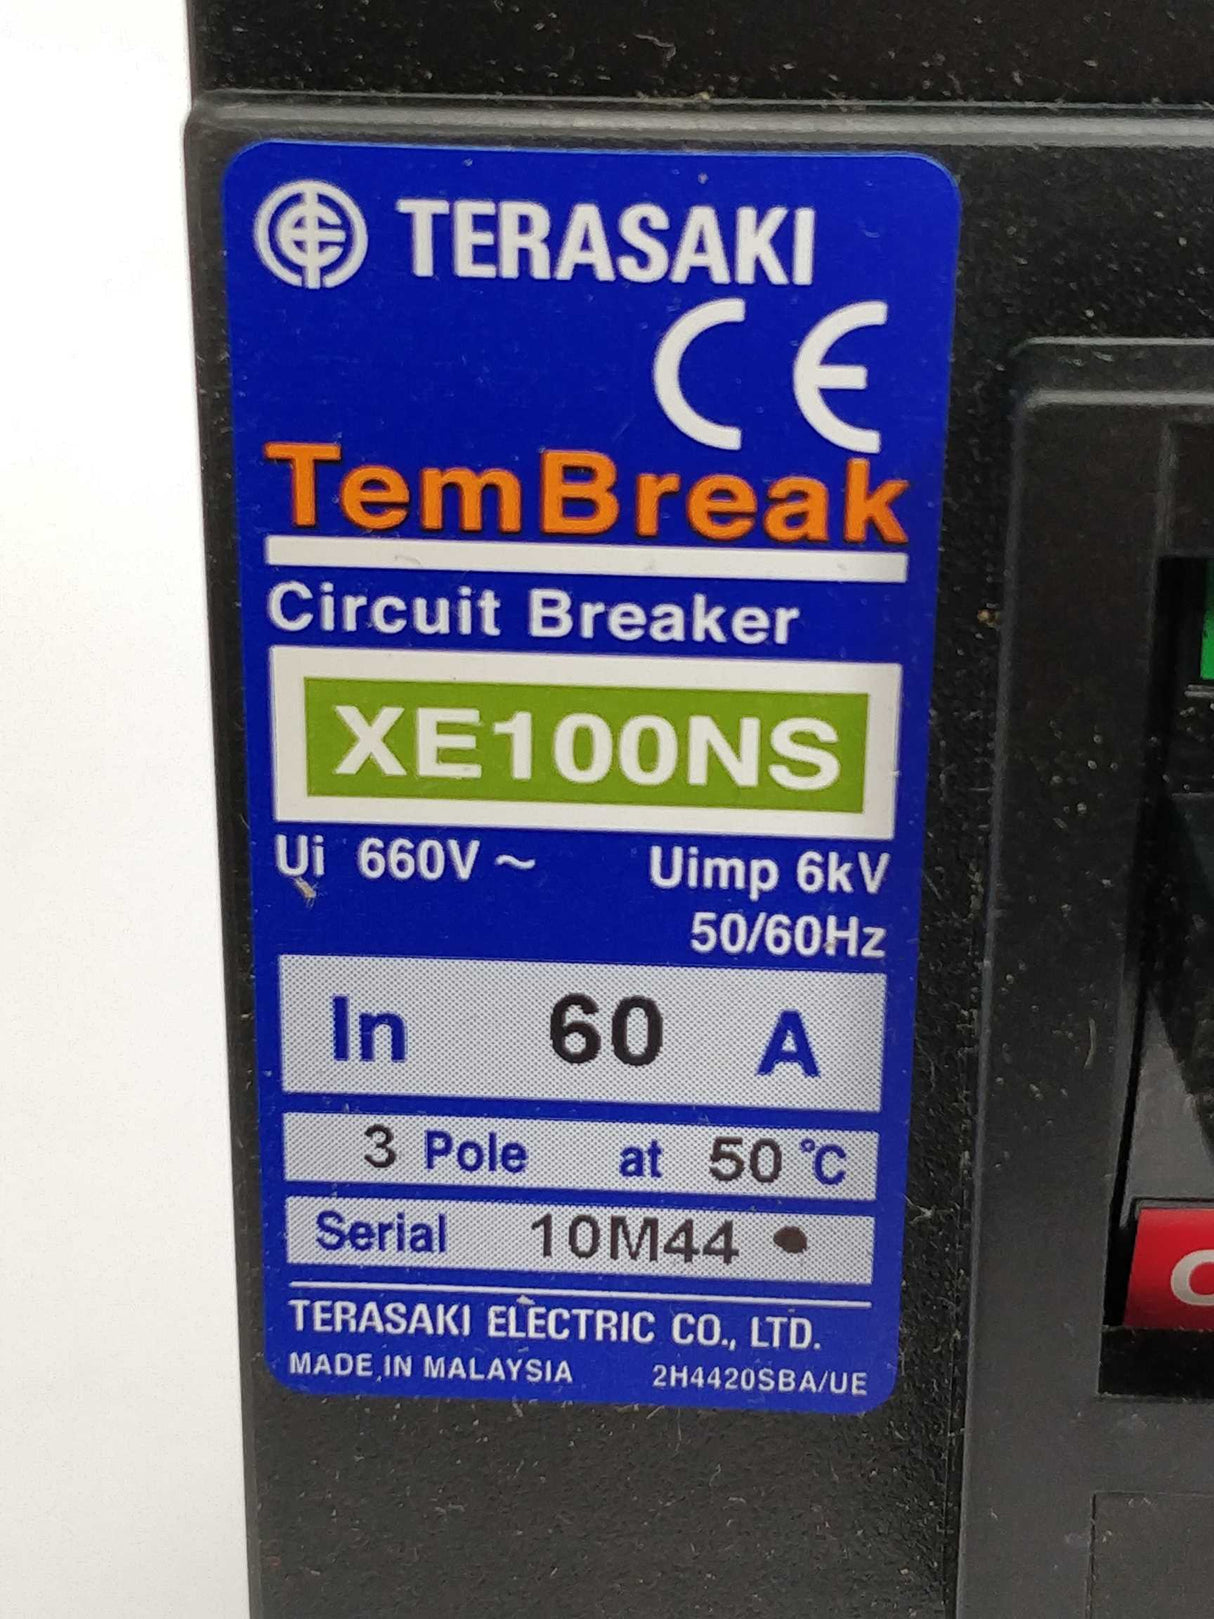 TERASAKI
CE
TemBreak
Circuit Breaker
XE100NS
Ui 660V ~ Uimp 6kV
50/60Hz
In 60 A
3 Pole at 50 °C
Serial 10M44 •
TERASAKI ELECTRIC CO., LTD.
MADE IN MALAYSIA 2H4420SBA/UE